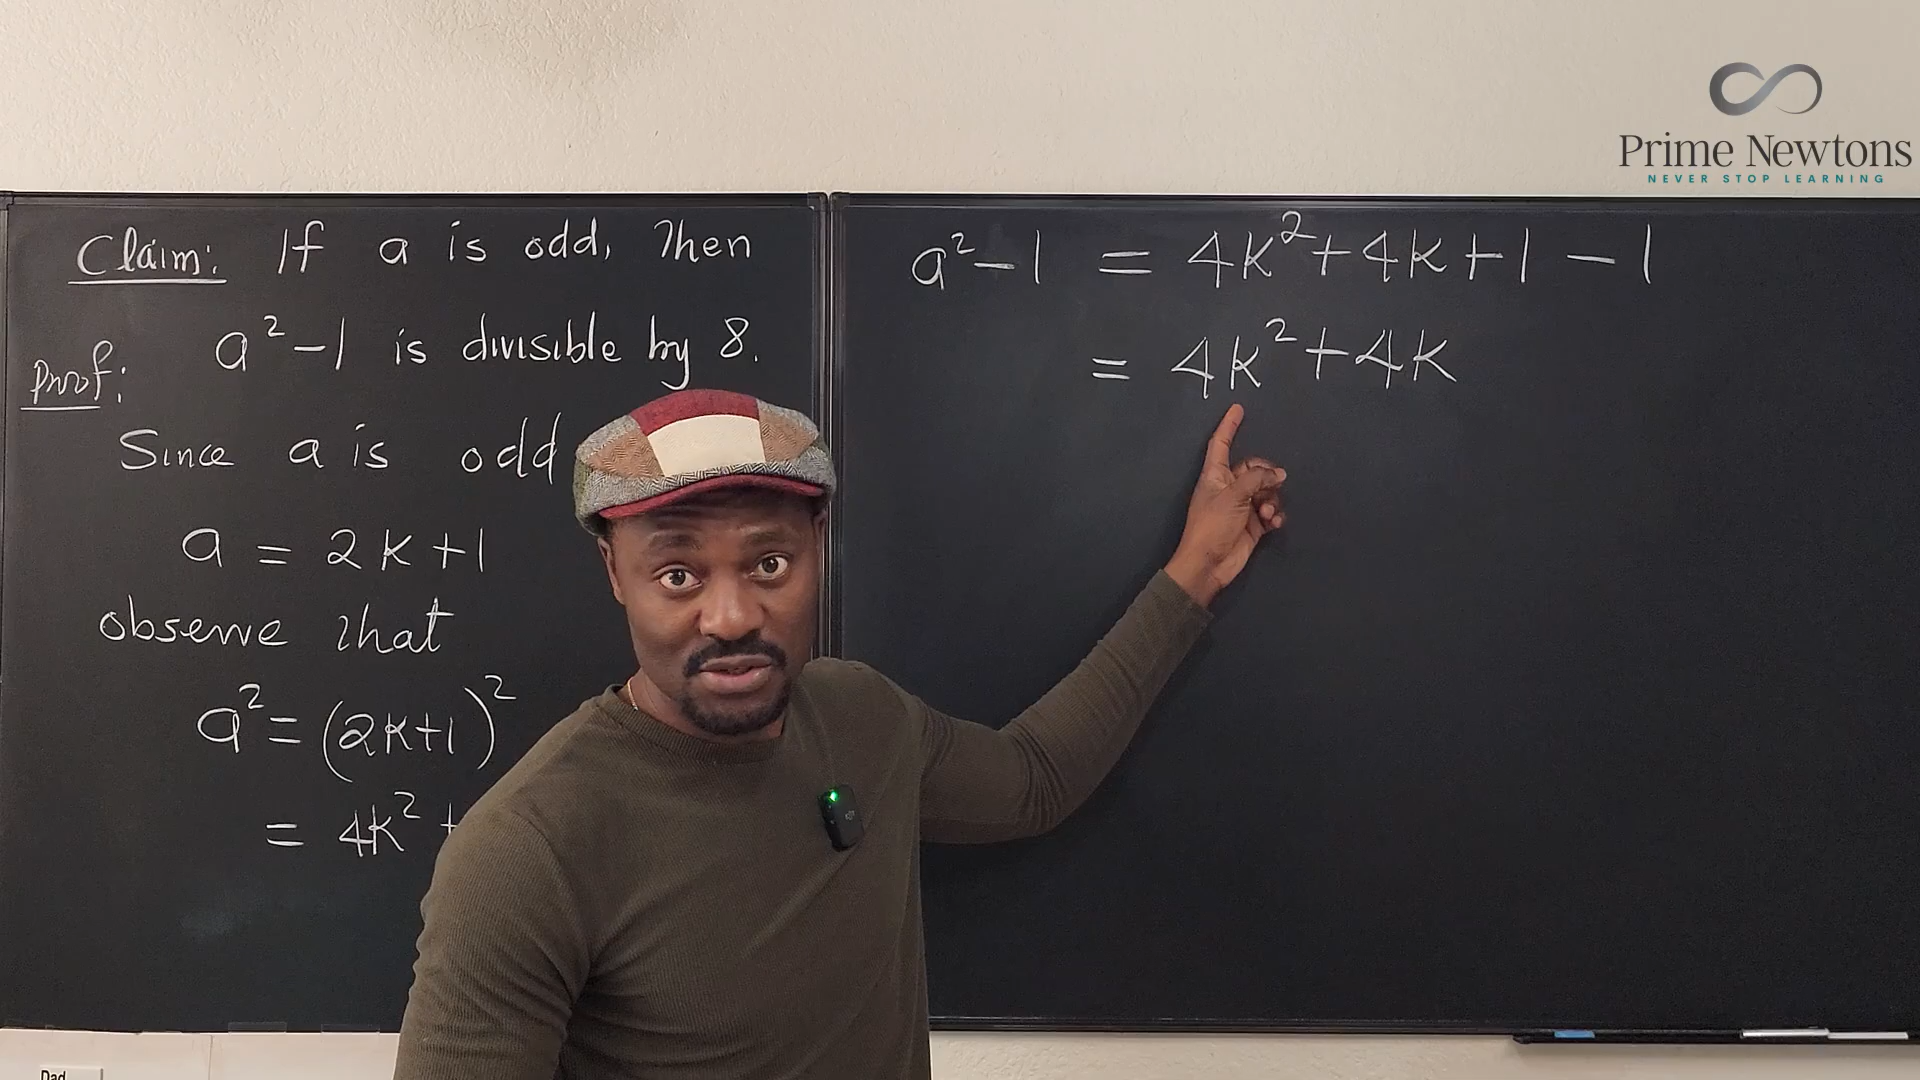 Prime Newtons
NEVER STOP LEARNING
Claim: If a is odd, then
a² - 1 is divisible by 8.
Proof:
Since a is odd
a = 2k + 1
observe that
a² = (2k+1)²
= 4k² +
a² - 1 = 4k² + 4k + 1 - 1
= 4k² + 4k
Dad